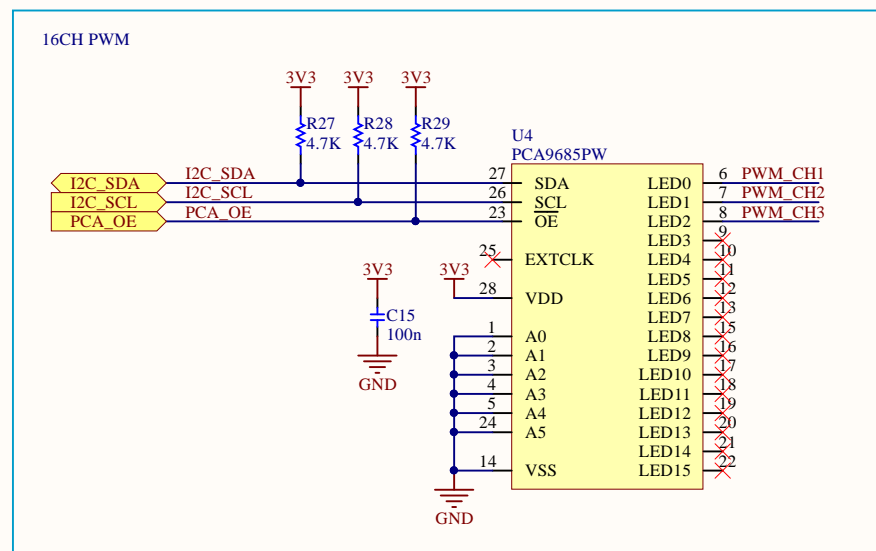 16CH PWM
3V3 3V3 3V3
R27 R28 R29
4.7K 4.7K 4.7K
U4
PCA9685PW
I2C_SDA I2C_SDA 27 SDA LED0 6 PWM_CH1
I2C_SCL I2C_SCL 26 SCL LED1 7 PWM_CH2
PCA_OE PCA_OE 23 OE LED2 8 PWM_CH3
LED3 9
25 EXTCLK LED4 10
LED5 11
3V3 3V3 28 VDD LED6 12
C15 LED7 13
100n 1 A0 LED8 15
2 A1 LED9 16
GND 3 A2 LED10 17
4 A3 LED11 18
5 A4 LED12 19
24 A5 LED13 20
LED14 21
14 VSS LED15 22
GND